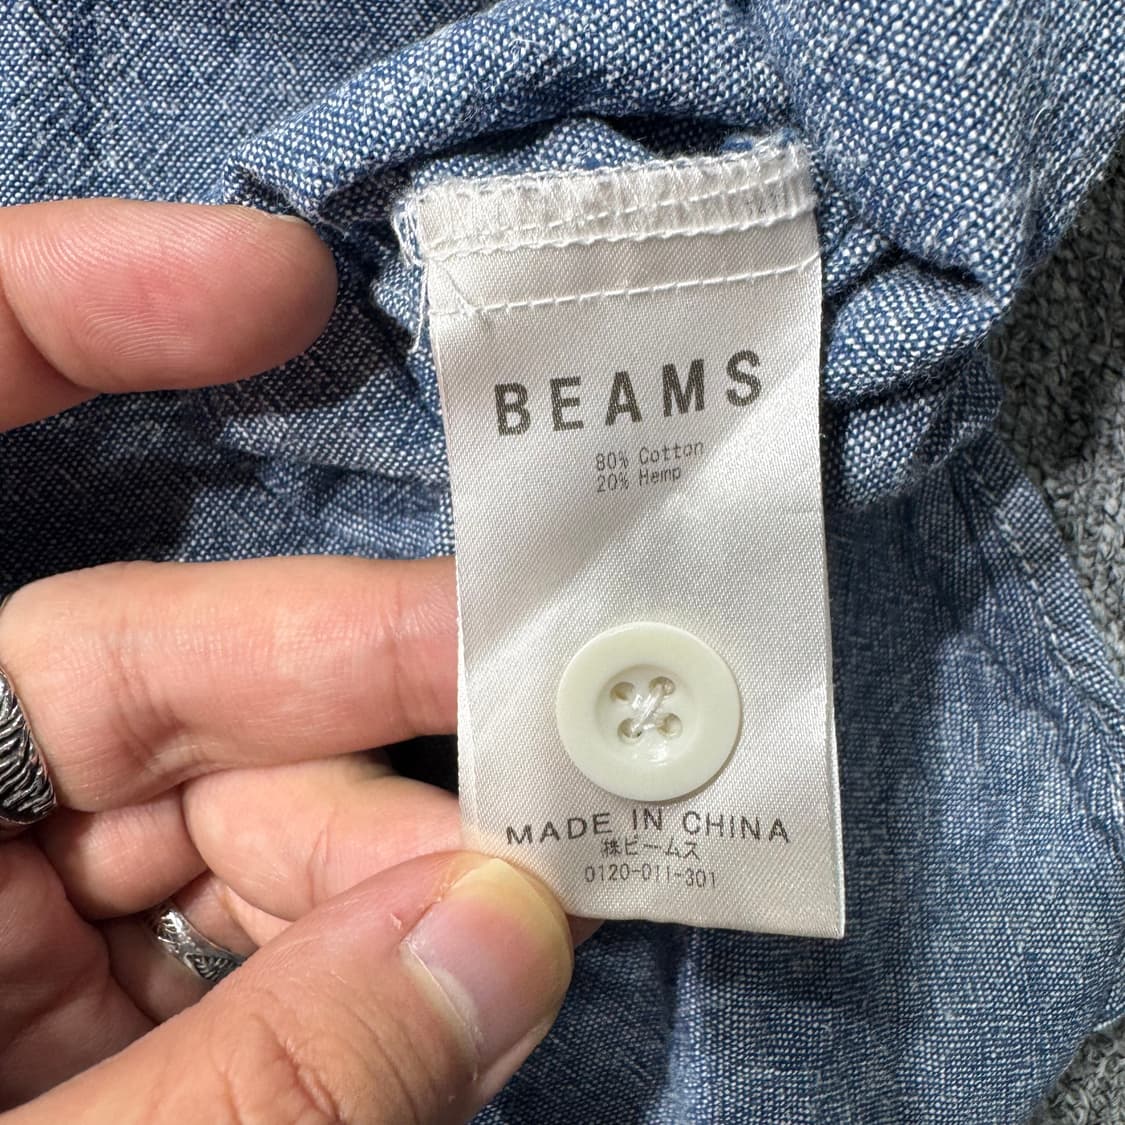 BEAMS
80% Cotton
20% Hemp
MADE IN CHINA
株ビームス
0120-011-301